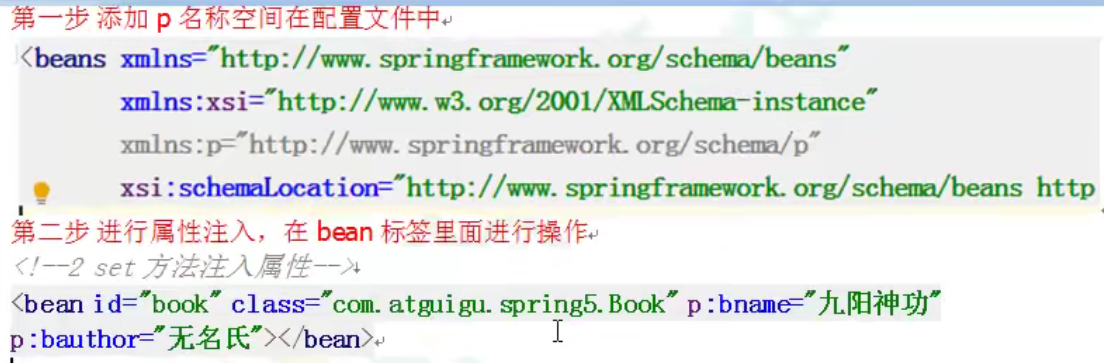 第一步 添加 p 名称空间在配置文件中
<beans xmlns="http://www.springframework.org/schema/beans"
xmlns:xsi="http://www.w3.org/2001/XMLSchema-instance"
xmlns:p="http://www.springframework.org/schema/p"
xsi:schemaLocation="http://www.springframework.org/schema/beans http
第二步 进行属性注入，在 bean 标签里面进行操作
<!--2 set 方法注入属性-->
<bean id="book" class="com.atguigu.spring5.Book" p:bname="九阳神功"
p:bauthor="无名氏"></bean>